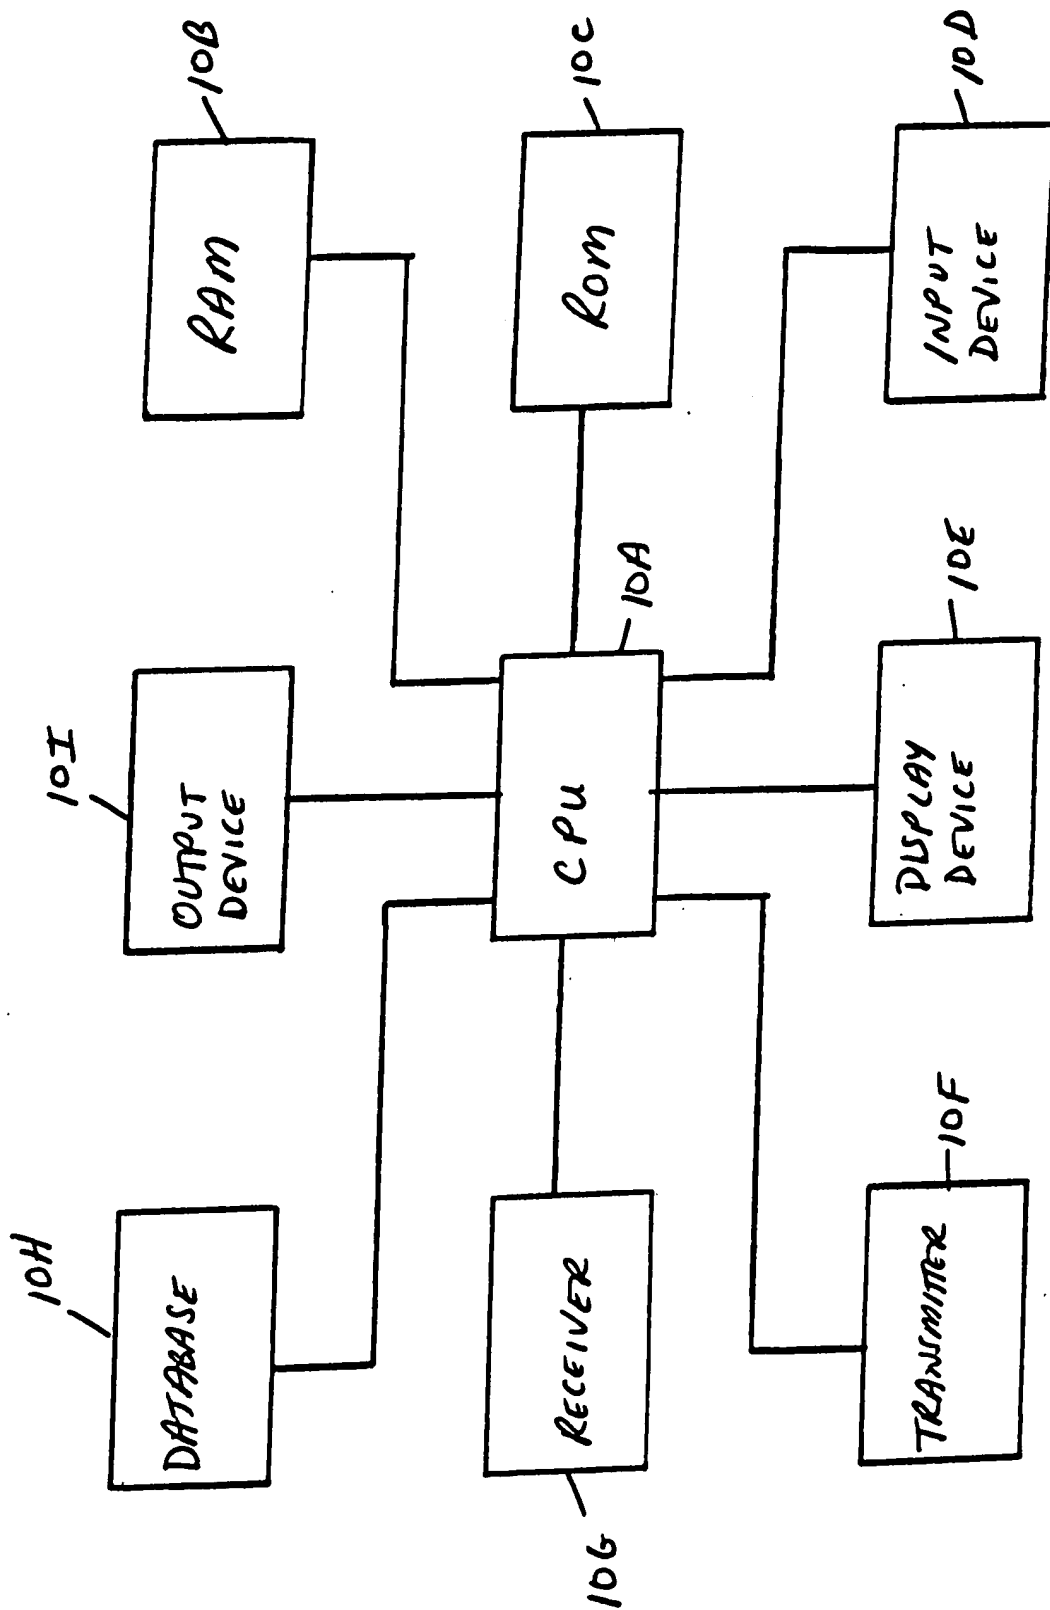 10H
DATABASE
10I
OUTPUT
DEVICE
RAM
10B
10G
RECEIVER
CPU
10A
ROM
10C
TRANSMITTER
10F
DISPLAY
DEVICE
10E
INPUT
DEVICE
10D